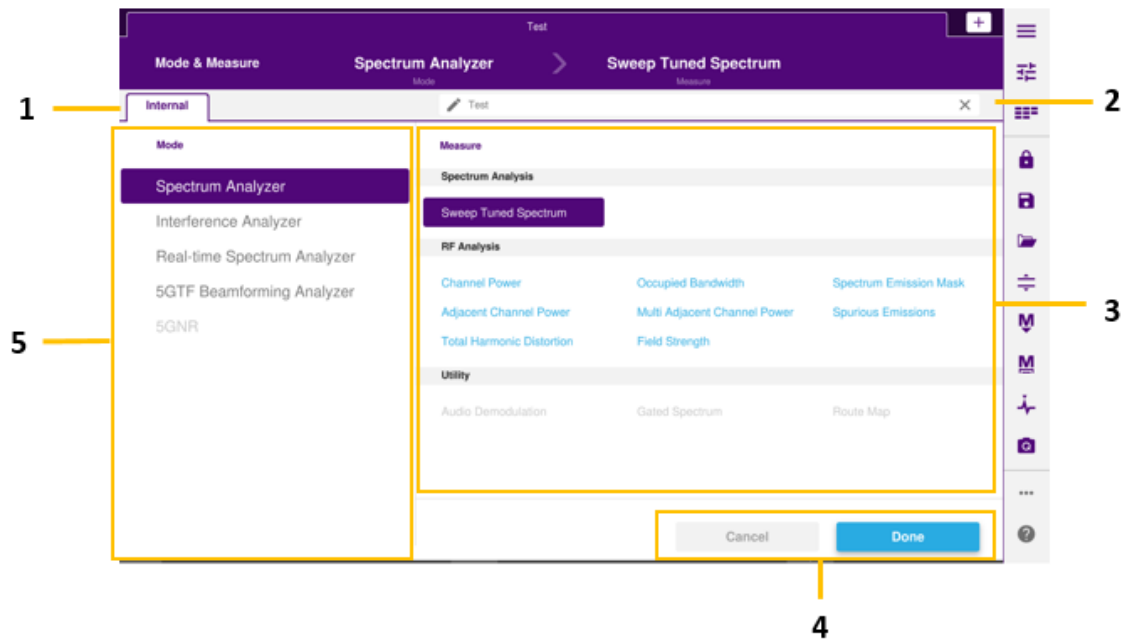 Test
+
Mode & Measure Spectrum Analyzer Sweep Tuned Spectrum
Mode Measure
1
Internal Test
2
Mode
Spectrum Analyzer
Interference Analyzer
Real-time Spectrum Analyzer
5GTF Beamforming Analyzer
5GNR
5
Measure
Spectrum Analysis
Sweep Tuned Spectrum
RF Analysis
Channel Power Occupied Bandwidth Spectrum Emission Mask
Adjacent Channel Power Multi Adjacent Channel Power Spurious Emissions
Total Harmonic Distortion Field Strength
Utility
Audio Demodulation Gated Spectrum Route Map
3
Cancel Done
4
M
M
?